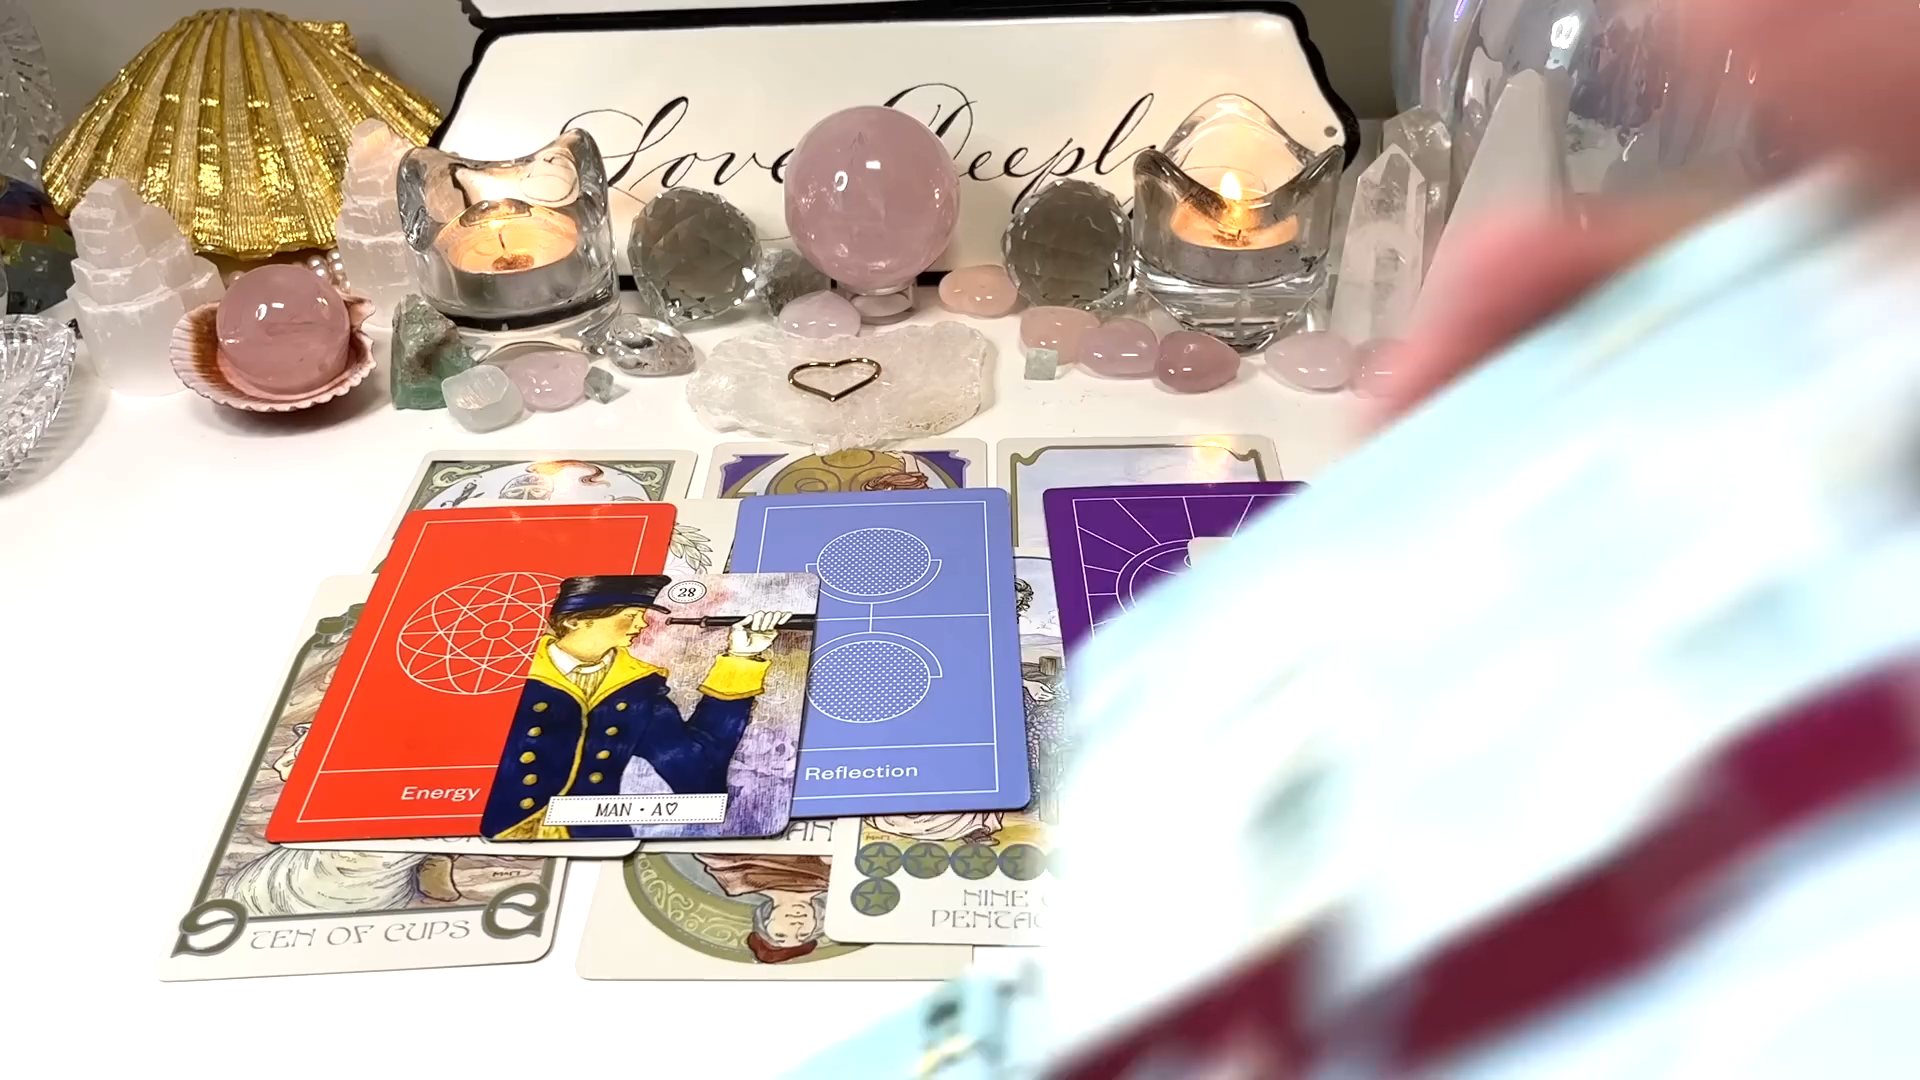 Love Deeply
Energy
28
MAN · A♡
Reflection
TEN OF CUPS
NINE
PENTAC